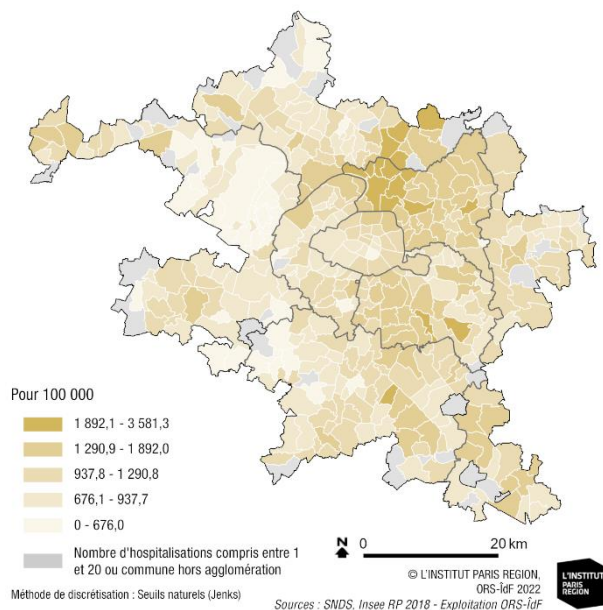 Pour 100 000
1 892,1 - 3 581,3
1 290,9 - 1 892,0
937,8 - 1 290,8
676,1 - 937,7
0 - 676,0
Nombre d'hospitalisations compris entre 1
et 20 ou commune hors agglomération
Méthode de discrétisation : Seuils naturels (Jenks)
N
0
20 km
© L'INSTITUT PARIS REGION,
ORS-ÎdF 2022
Sources : SNDS, Insee RP 2018 - Exploitation ORS-ÎdF
L'INSTITUT
PARIS
REGION